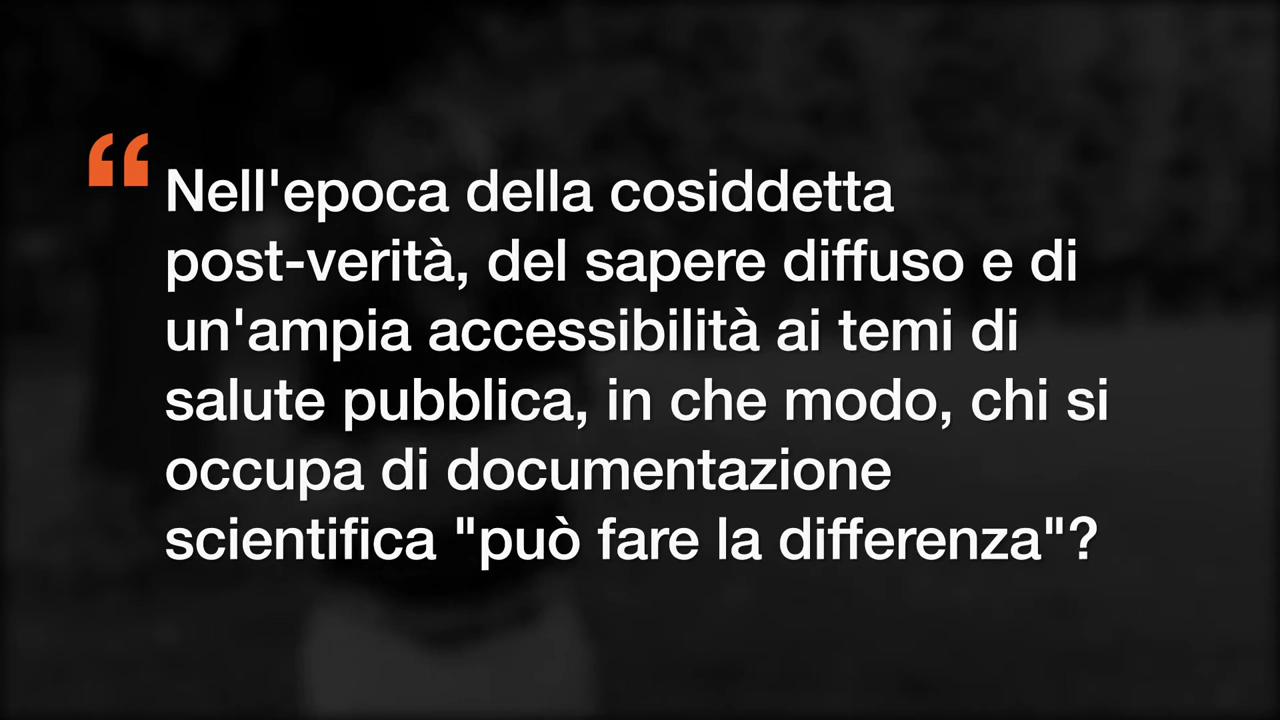 “
Nell'epoca della cosiddetta
post-verità, del sapere diffuso e di
un'ampia accessibilità ai temi di
salute pubblica, in che modo, chi si
occupa di documentazione
scientifica "può fare la differenza"?